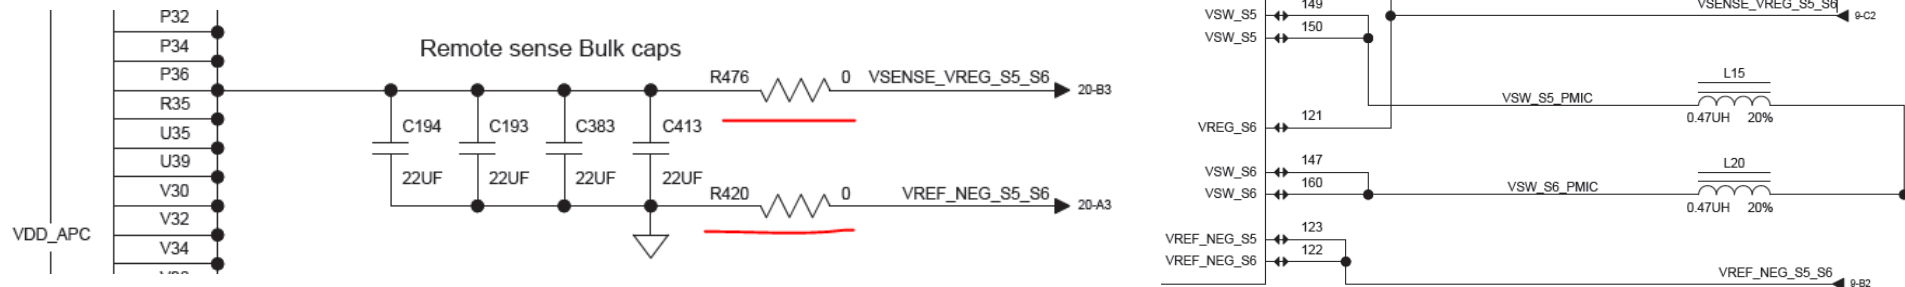 P32
P34
P36
R35
U35
U39
V30
V32
V34
VDD_APC
Remote sense Bulk caps
R476 0 VSENSE_VREG_S5_S6 20-B3
C194 C193 C383 C413
22UF 22UF 22UF 22UF
R420 0 VREF_NEG_S5_S6 20-A3
149
VSW_S5
VSENSE_VREG_S5_S6 9-C2
150
VSW_S5
L15
VSW_S5_PMIC
0.47UH 20%
121
VREG_S6
147
VSW_S6
L20
160
VSW_S6
VSW_S6_PMIC
0.47UH 20%
123
VREF_NEG_S5
122
VREF_NEG_S6
VREF_NEG_S5_S6 9-B2